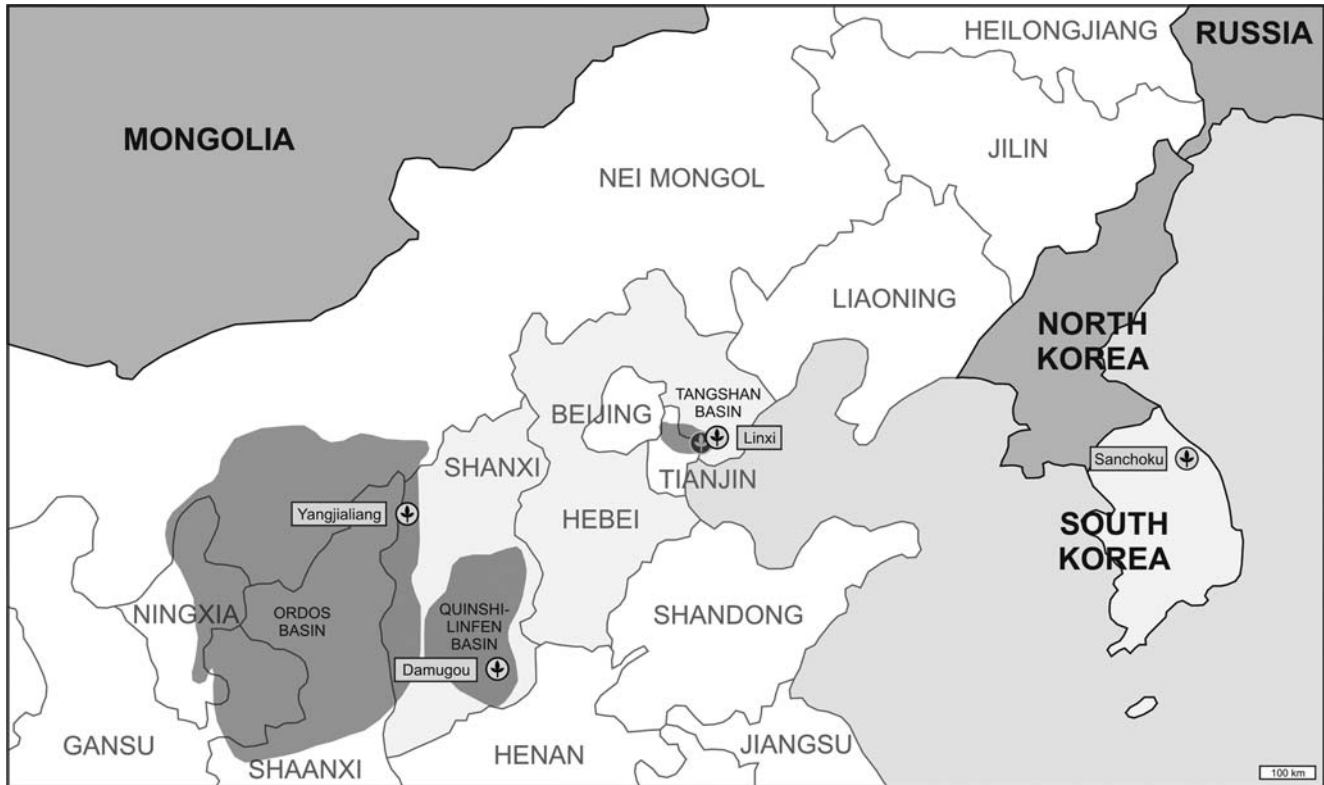 HEILONGJIANG
RUSSIA
MONGOLIA
JILIN
NEI MONGOL
LIAONING
NORTH
KOREA
TANGSHAN
BASIN
BEIJING
Linxi
SHANXI
TIANJIN
Sanchoku
Yangjialiang
HEBEI
SOUTH
KOREA
NINGXIA
ORDOS
BASIN
QUINSHI-
LINFEN
BASIN
SHANDONG
Damugou
GANSU
SHAANXI
HENAN
JIANGSU
100 km